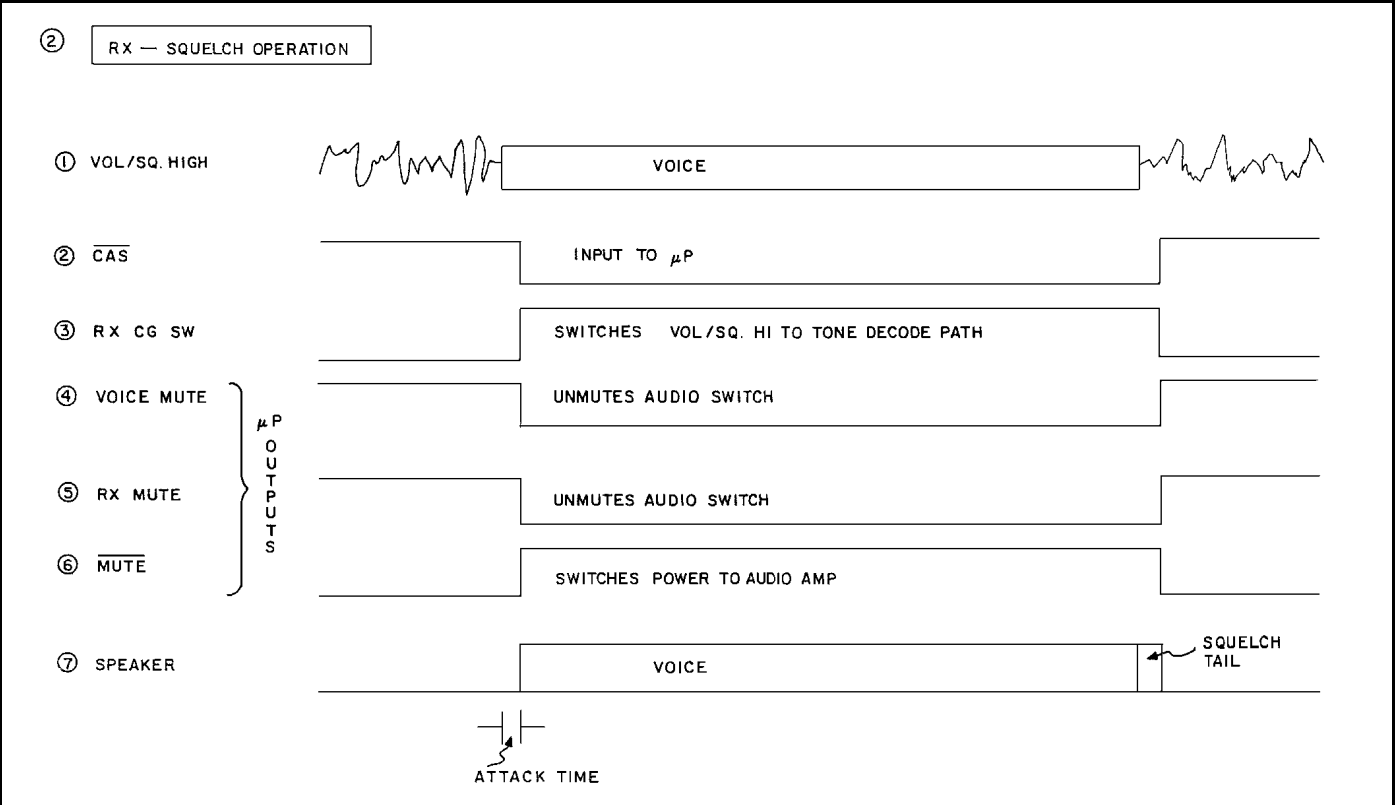 ② RX — SQUELCH OPERATION
① VOL/SQ. HIGH
VOICE
② CAS
INPUT TO μP
③ RX CG SW
SWITCHES VOL/SQ. HI TO TONE DECODE PATH
④ VOICE MUTE
UNMUTES AUDIO SWITCH
μP
OUTPUTS
⑤ RX MUTE
UNMUTES AUDIO SWITCH
⑥ MUTE
SWITCHES POWER TO AUDIO AMP
⑦ SPEAKER
VOICE
SQUELCH
TAIL
ATTACK TIME